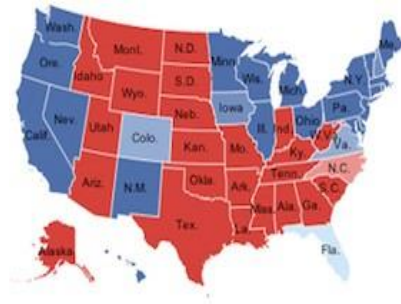 Wash.
Mont.
N.D.
Minn
Me.
Ore.
Idaho
S.D.
Wis.
N.Y.
Wyo.
Mich.
Neb.
Iowa
Pa.
Nev.
Ohio
Calif.
Utah
Colo.
Ill.
Ind.
W.V.
Va.
Kan.
Mo.
Ky.
N.C.
Tenn.
Ariz.
N.M.
Okla.
Ark.
S.C.
Miss.
Ala.
Ga.
Tex.
La.
Alaska
Fla.